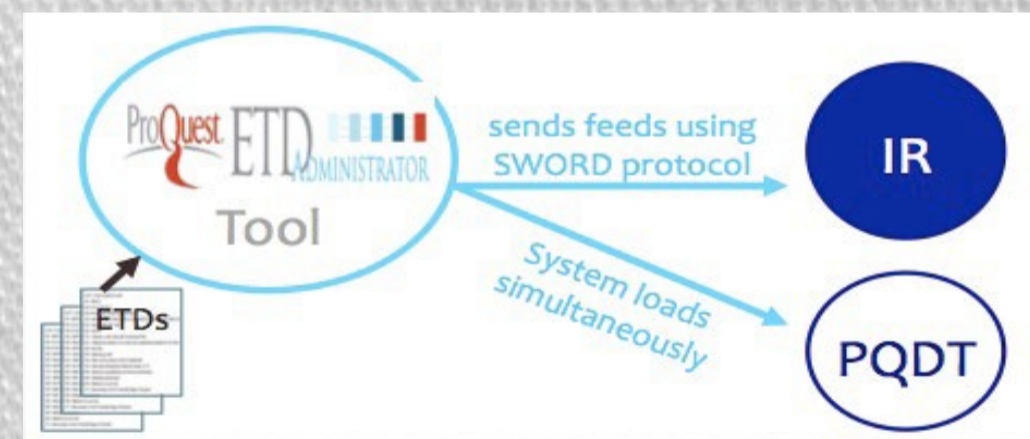 ProQuest ETD ADMINISTRATOR
Tool
ETDs
sends feeds using
SWORD protocol
System loads
simultaneously
IR
PQDT